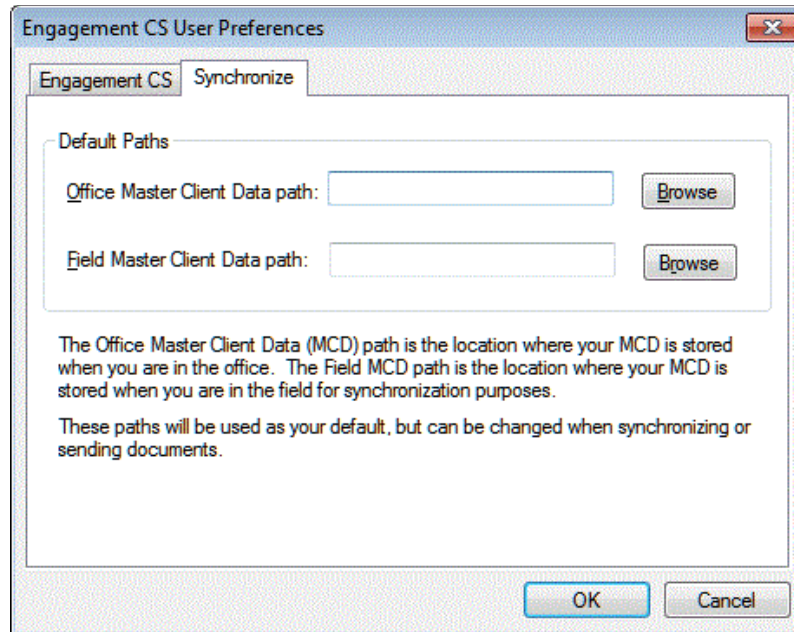 Engagement CS User Preferences
Engagement CS
Synchronize
Default Paths
Office Master Client Data path:
Browse
Field Master Client Data path:
Browse
The Office Master Client Data (MCD) path is the location where your MCD is stored
when you are in the office.  The Field MCD path is the location where your MCD is
stored when you are in the field for synchronization purposes.
These paths will be used as your default, but can be changed when synchronizing or
sending documents.
OK
Cancel